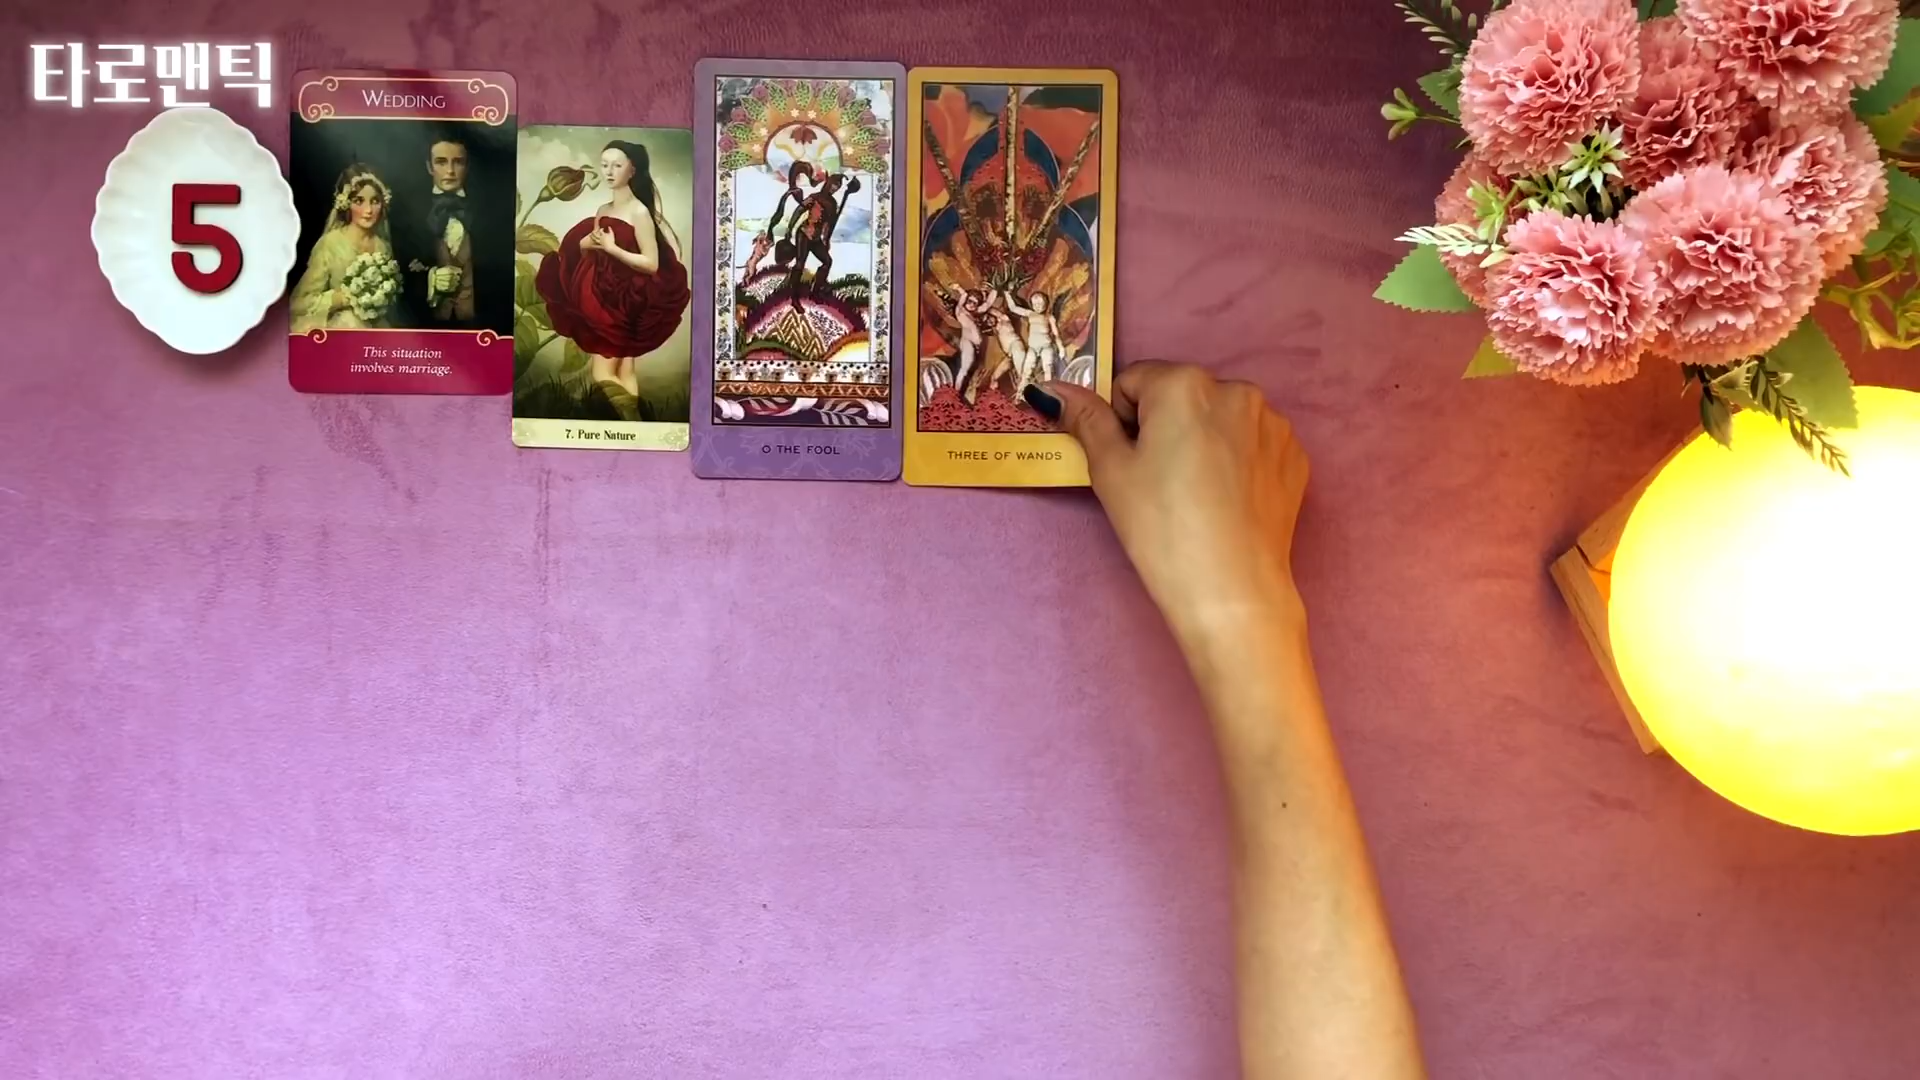 타로맨틱
5
WEDDING
This situation
involves marriage.
7. Pure Nature
0 THE FOOL
THREE OF WANDS